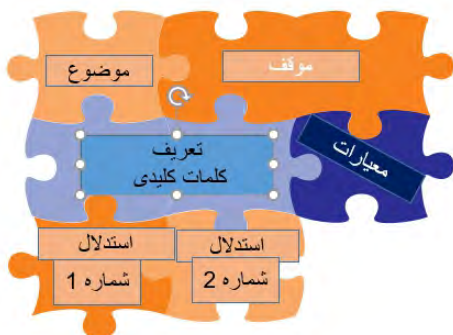 موضوع
موقف
تعریف
کلمات کلیدی
معیارات
استدلال
شماره 1
استدلال
شماره 2